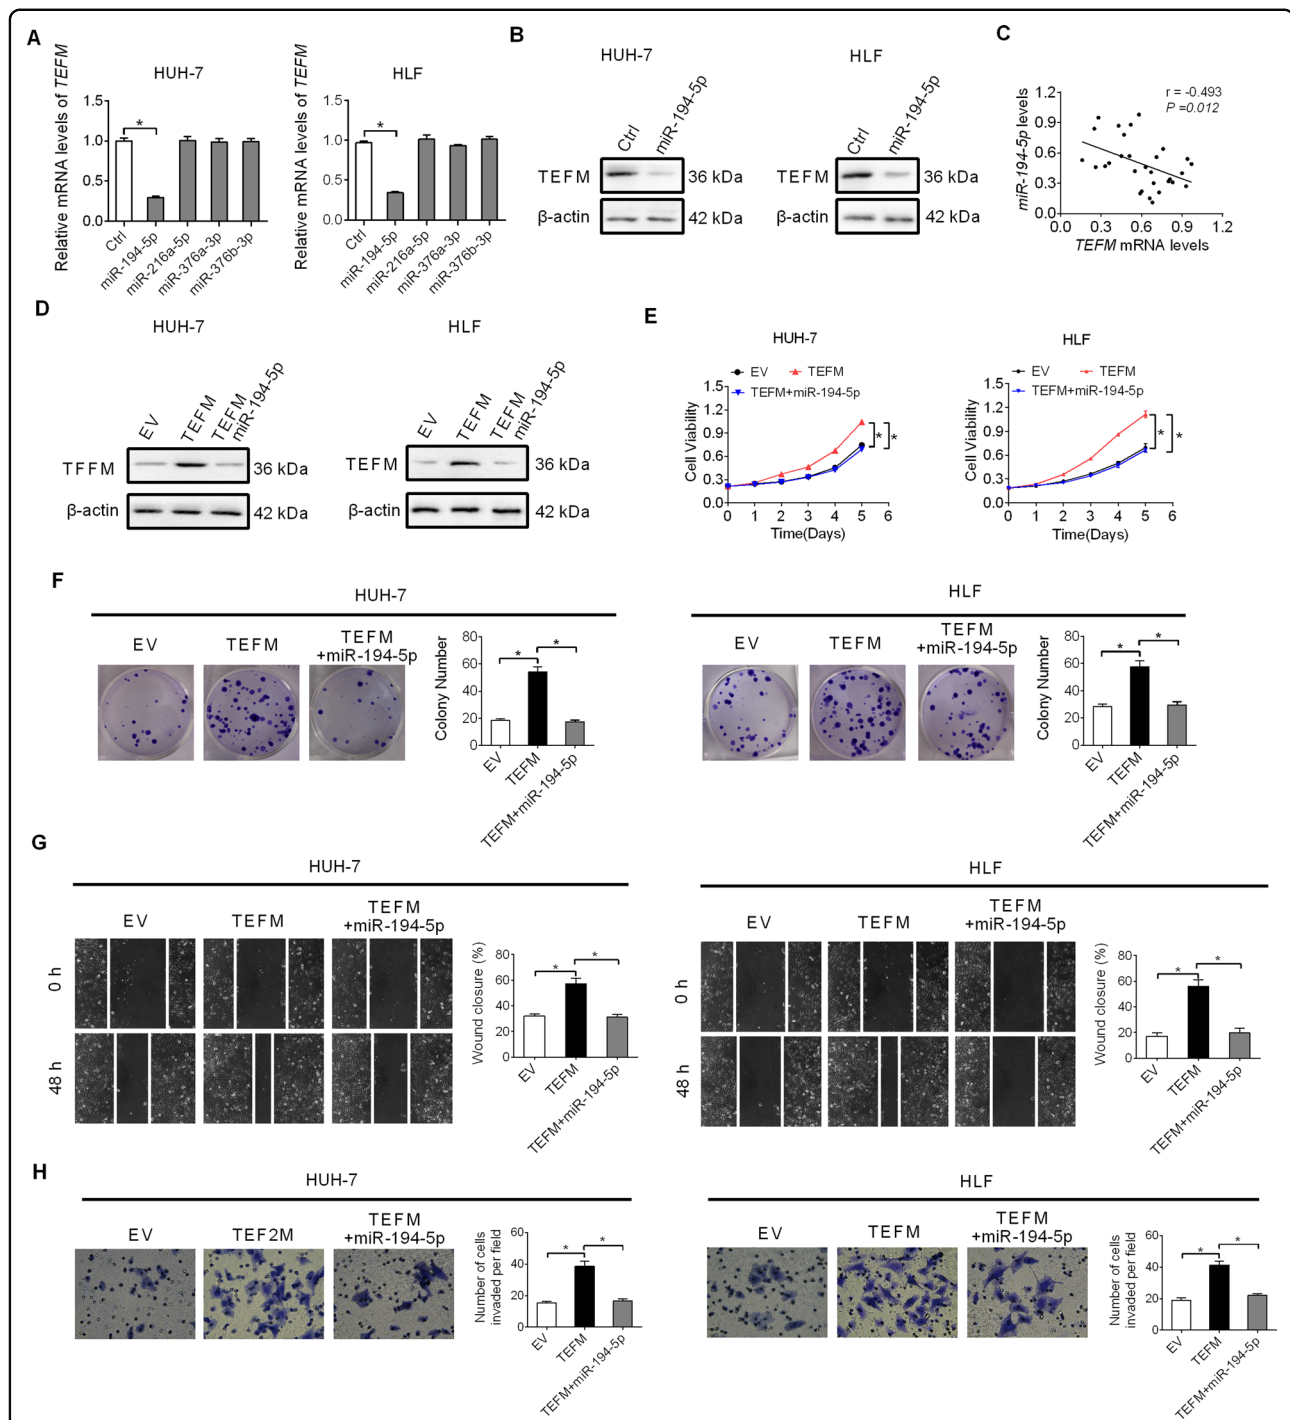 A
HUH-7
Relative mRNA levels of TEFM
1.5
1.0
0.5
0.0
*
Ctrl
miR-194-5p
miR-216a-5p
miR-376a-3p
miR-376b-3p
HLF
Relative mRNA levels of TEFM
1.5
1.0
0.5
0.0
*
Ctrl
miR-194-5p
miR-216a-5p
miR-376a-3p
miR-376b-3p
B
HUH-7
Ctrl
miR-194-5p
TEFM
36 kDa
β-actin
42 kDa
HLF
Ctrl
miR-194-5p
TEFM
36 kDa
β-actin
42 kDa
C
r = -0.493
P =0.012
miR-194-5p levels
1.2
0.9
0.6
0.3
0.0
0.0 0.3 0.6 0.9 1.2
TEFM mRNA levels
D
HUH-7
EV
TEFM
TEFM
miR-194-5p
TFFM
36 kDa
β-actin
42 kDa
HLF
EV
TEFM
TEFM
miR-194-5p
TEFM
36 kDa
β-actin
42 kDa
E
HUH-7
EV
TEFM
TEFM+miR-194-5p
Cell Viability
1.5
1.2
0.9
0.6
0.3
0.0
* *
0 1 2 3 4 5 6
Time(Days)
HLF
EV
TEFM
TEFM+miR-194-5p
Cell Viability
1.5
1.2
0.9
0.6
0.3
0.0
* *
0 1 2 3 4 5 6
Time(Days)
F
HUH-7
EV
TEFM
TEFM
+miR-194-5p
Colony Number
80
60
40
20
0
* *
EV
TEFM
TEFM+miR-194-5p
HLF
EV
TEFM
TEFM
+miR-194-5p
Colony Number
80
60
40
20
0
* *
EV
TEFM
TEFM+miR-194-5p
G
HUH-7
EV
TEFM
TEFM
+miR-194-5p
0 h
48 h
Wound closure (%)
80
60
40
20
0
* *
EV
TEFM
TEFM+miR-194-5p
HLF
EV
TEFM
TEFM
+miR-194-5p
0 h
48 h
Wound closure (%)
80
60
40
20
0
* *
EV
TEFM
TEFM+miR-194-5p
H
HUH-7
EV
TEF2M
TEFM
+miR-194-5p
Number of cells
invaded per field
60
40
20
0
* *
EV
TEFM
TEFM+miR-194-5p
HLF
EV
TEFM
TEFM
+miR-194-5p
Number of cells
invaded per field
60
40
20
0
* *
EV
TEFM
TEFM+miR-194-5p